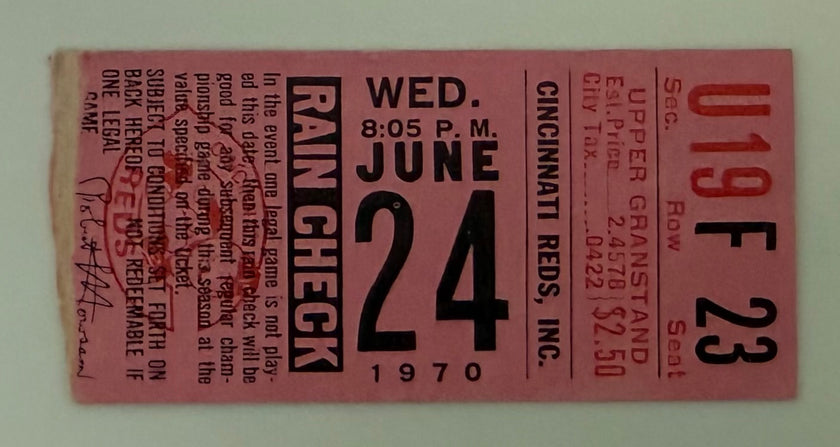 Sec. Row Seat
U19 F 23
UPPER GRANSTAND
Est. Price 2.4578 } $2.50
City Tax .0422
CINCINNATI REDS, INC.
WED.
8:05 P. M.
JUNE
24
1970
RAIN CHECK
In the event one legal game is not play-
ed this date, then this rain check will be
good for any subsequent regular cham-
pionship game during this season at the
value specified on the ticket.
SUBJECT TO CONDITIONS SET FORTH ON
BACK HEREOF NOT REDEEMABLE IF
ONE LEGAL
GAME
REDS